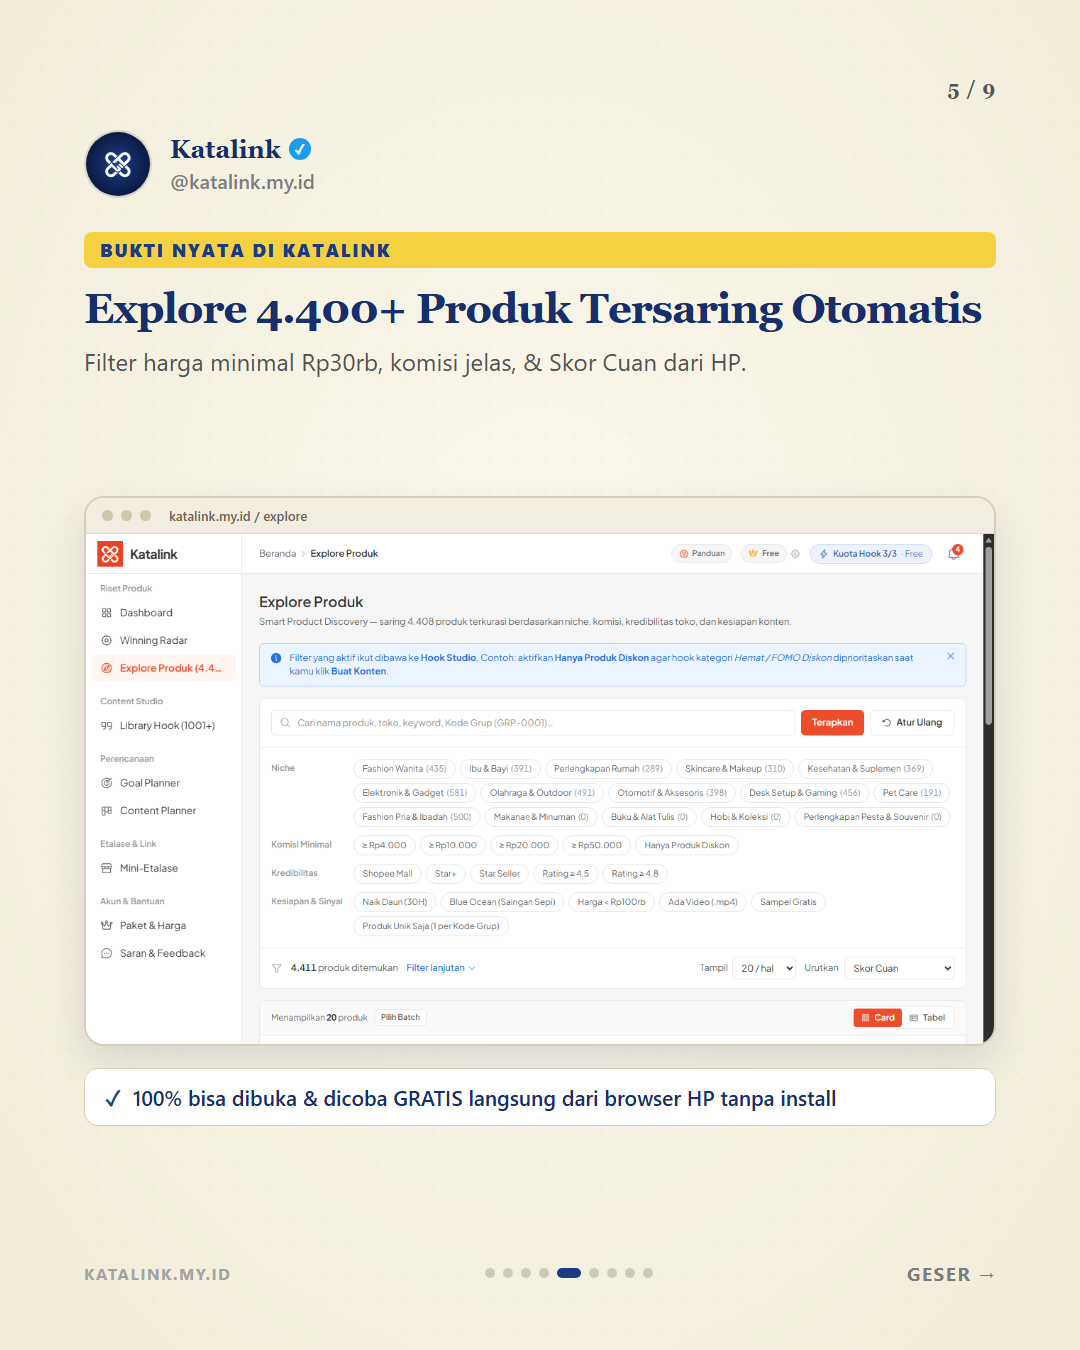 5 / 9
Katalink
@katalink.my.id
BUKTI NYATA DI KATALINK
Explore 4.400+ Produk Tersaring Otomatis
Filter harga minimal Rp30rb, komisi jelas, & Skor Cuan dari HP.
katalink.my.id / explore
Katalink
Beranda > Explore Produk
Panduan
Free
Kuota Hook 3/3 · Free
4
Riset Produk
Dashboard
Winning Radar
Explore Produk (4.4...
Content Studio
Library Hook (1001+)
Perencanaan
Goal Planner
Content Planner
Etalase & Link
Mini-Etalase
Akun & Bantuan
Paket & Harga
Saran & Feedback
Explore Produk
Smart Product Discovery — saring 4.408 produk terkurasi berdasarkan niche, komisi, kredibilitas toko, dan kesiapan konten.
Filter yang aktif ikut dibawa ke Hook Studio. Contoh: aktifkan Hanya Produk Diskon agar hook kategori Hemat / FOMO Diskon diprioritaskan saat
kamu klik Buat Konten.
Cari nama produk, toko, keyword, Kode Grup (GRP-0001)...
Terapkan
Atur Ulang
Niche
Fashion Wanita (435) Ibu & Bayi (391) Perlengkapan Rumah (289) Skincare & Makeup (310) Kesehatan & Suplemen (369)
Elektronik & Gadget (581) Olahraga & Outdoor (491) Otomotif & Aksesoris (398) Desk Setup & Gaming (456) Pet Care (191)
Fashion Pria & Ibadah (500) Makanan & Minuman (0) Buku & Alat Tulis (0) Hobi & Koleksi (0) Perlengkapan Pesta & Souvenir (0)
Komisi Minimal
≥ Rp4.000 ≥ Rp10.000 ≥ Rp20.000 ≥ Rp50.000 Hanya Produk Diskon
Kredibilitas
Shopee Mall Star+ Star Seller Rating ≥ 4.5 Rating ≥ 4.8
Kesiapan & Sinyal
Naik Daun (30H) Blue Ocean (Saingan Sepi) Harga < Rp100rb Ada Video (.mp4) Sampel Gratis
Produk Unik Saja (1 per Kode Grup)
4.411 produk ditemukan Filter lanjutan
Tampil 20 / hal Urutkan Skor Cuan
Menampilkan 20 produk Pilih Batch
Card Tabel
✓ 100% bisa dibuka & dicoba GRATIS langsung dari browser HP tanpa install
KATALINK.MY.ID
GESER →